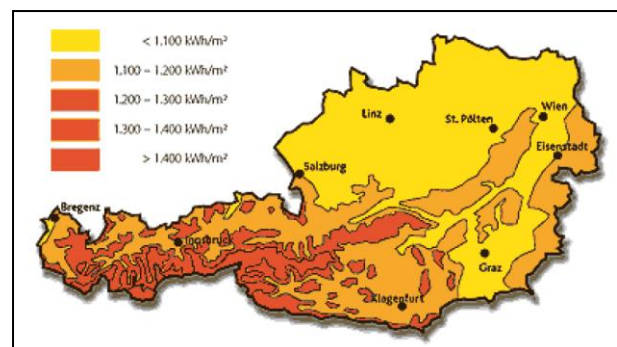 < 1.100 kWh/m²
1.100 – 1.200 kWh/m²
1.200 – 1.300 kWh/m²
1.300 – 1.400 kWh/m²
> 1.400 kWh/m²
Linz
St. Pölten
Wien
Eisenstadt
Salzburg
Bregenz
Innsbruck
Graz
Klagenfurt